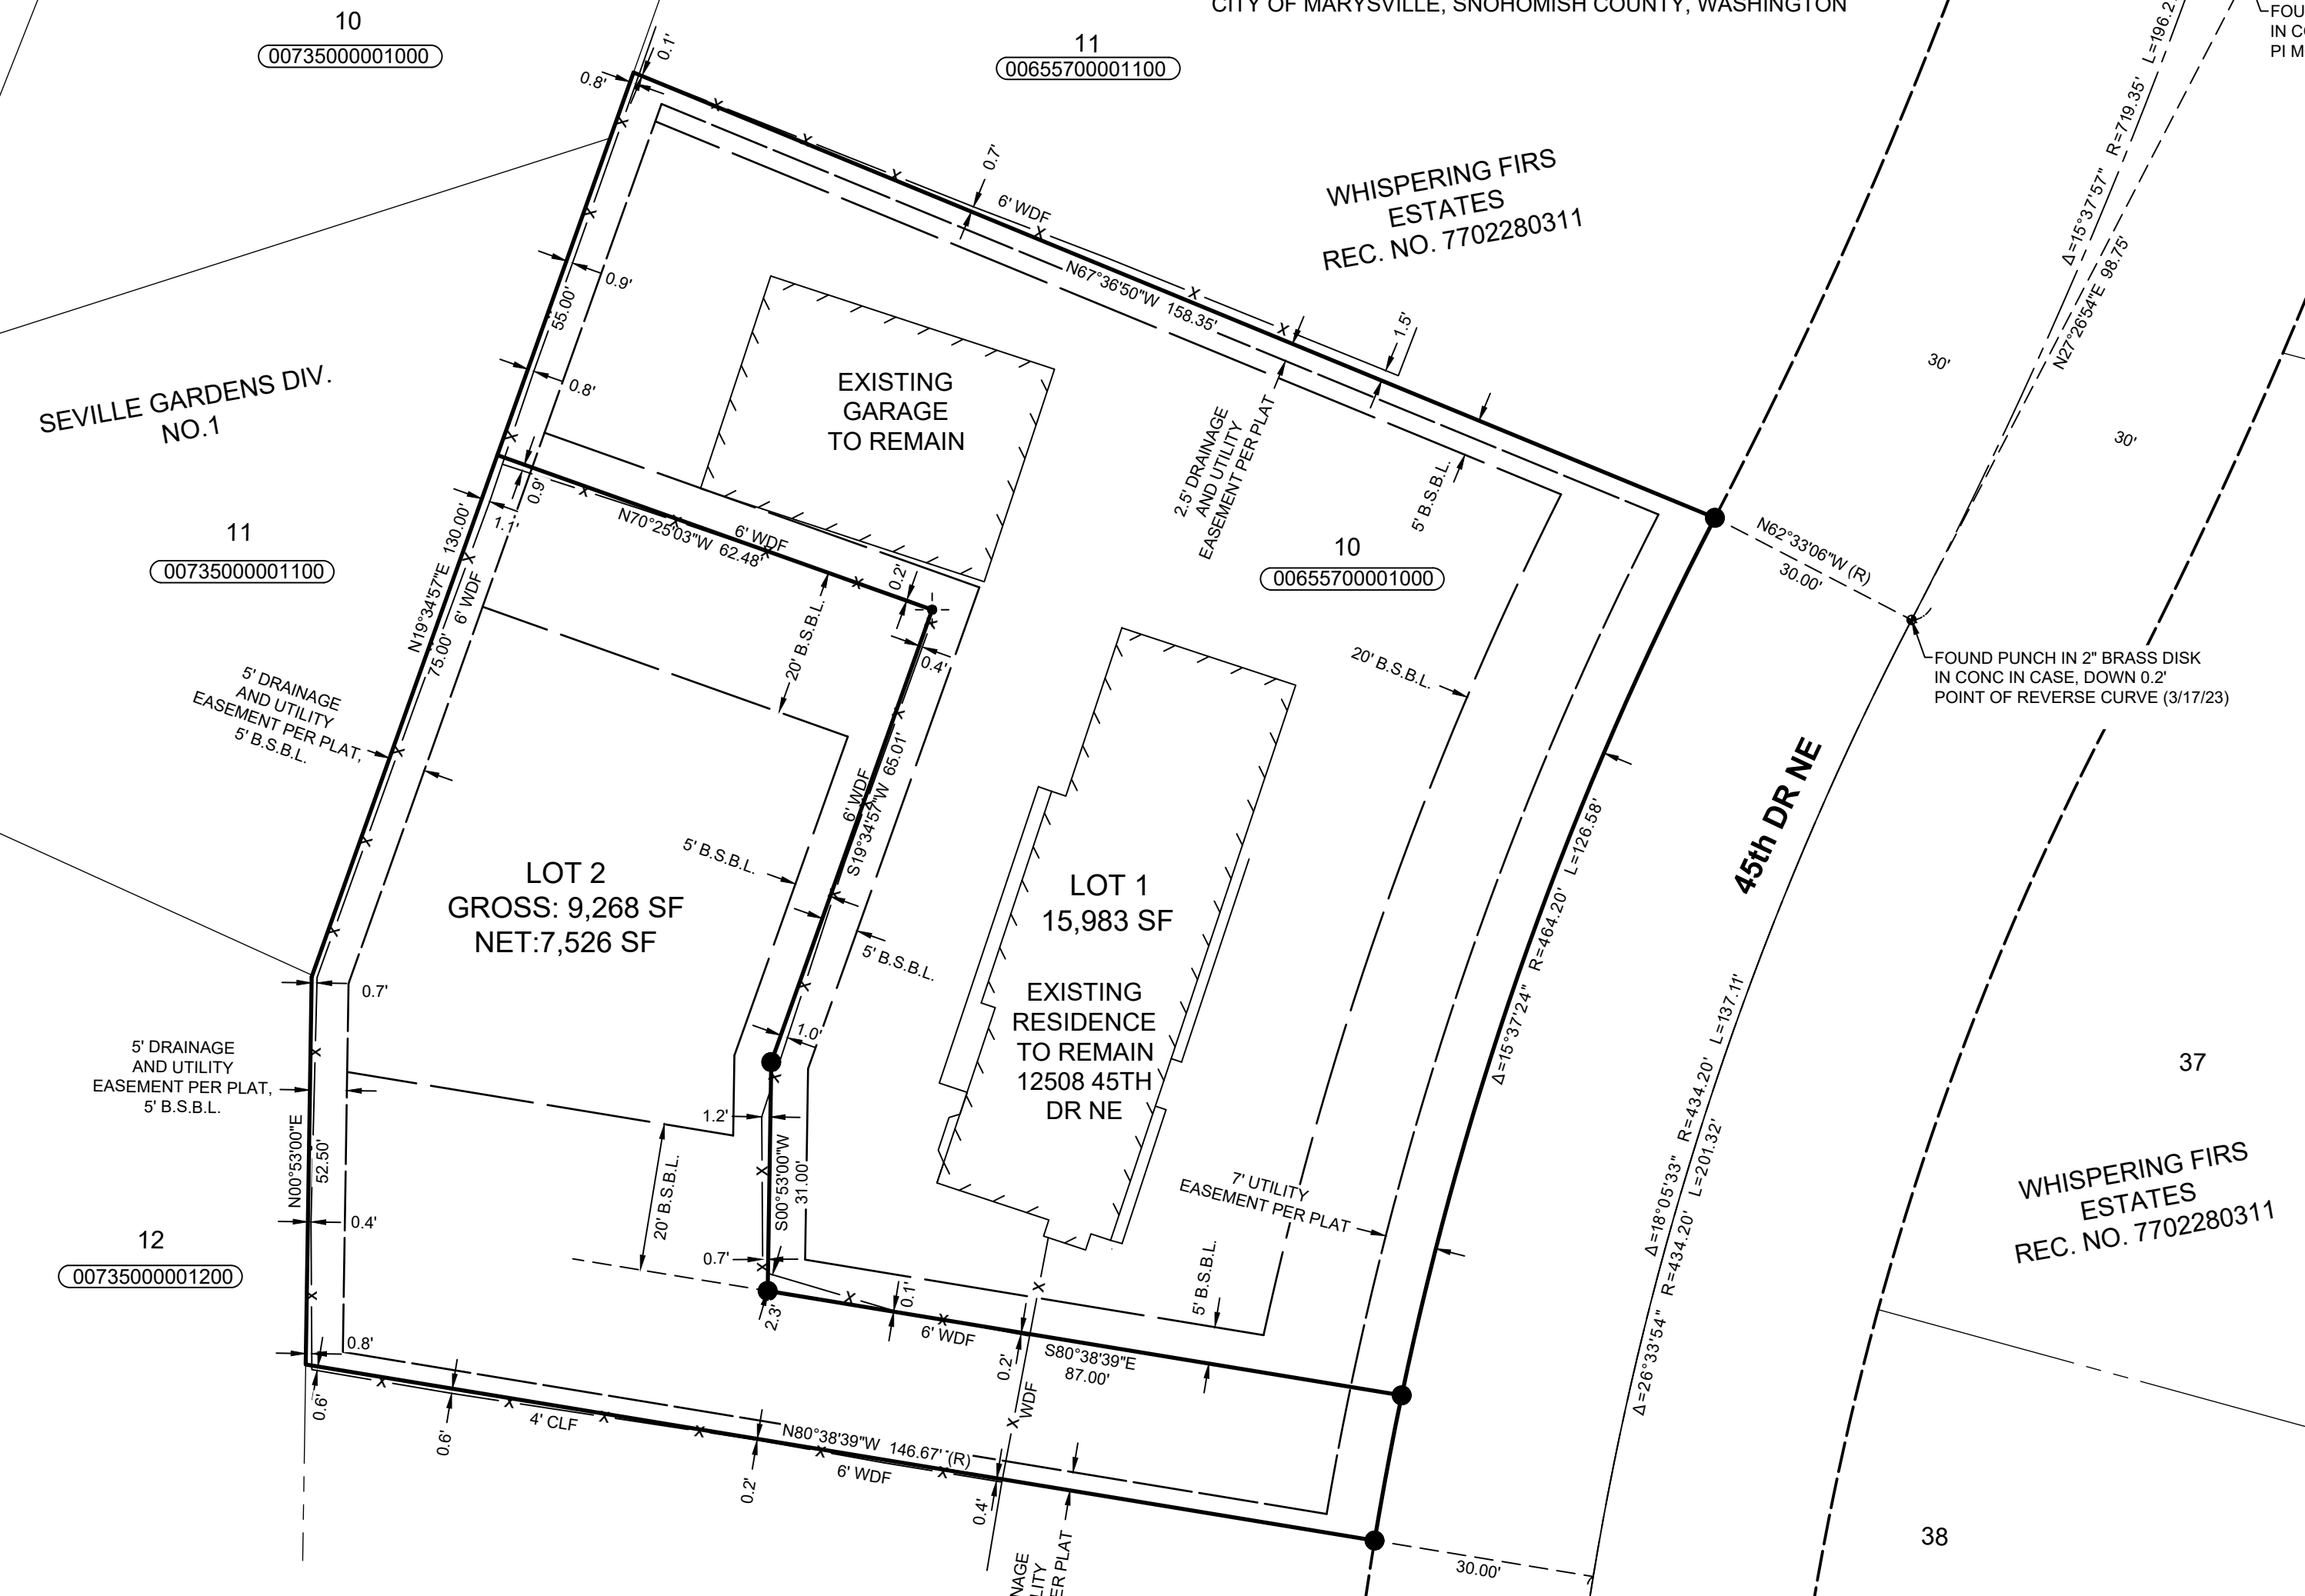 CITY OF MARYSVILLE, SNOHOMISH COUNTY, WASHINGTON
10
00735000001000
11
00655700001100
0.1'
0.8'
0.7'
6' WDF
WHISPERING FIRS
ESTATES
REC. NO. 7702280311
N67°36'50"W 158.35'
1.5'
Δ=15°37'57" R=719.35' L=196.2
N27°26'54"E 98.75'
30'
30'
0.9'
55.00'
0.8'
EXISTING
GARAGE
TO REMAIN
SEVILLE GARDENS DIV.
NO.1
2.5' DRAINAGE
AND UTILITY
EASEMENT PER PLAT
5' B.S.B.L.
0.9'
1.1'
N70°25'03"W 62.48'
6' WDF
0.2'
11
00735000001100
10
00655700001000
N62°33'06"W (R)
30.00'
FOUND PUNCH IN 2" BRASS DISK
IN CONC IN CASE, DOWN 0.2'
POINT OF REVERSE CURVE (3/17/23)
N19°34'57"E 130.00'
75.00'
6' WDF
20' B.S.B.L.
0.4'
20' B.S.B.L.
5' DRAINAGE
AND UTILITY
EASEMENT PER PLAT,
5' B.S.B.L.
6' WDF
S19°34'57"W 65.01'
5' B.S.B.L.
5' B.S.B.L.
LOT 2
GROSS: 9,268 SF
NET:7,526 SF
LOT 1
15,983 SF
EXISTING
RESIDENCE
TO REMAIN
12508 45TH
DR NE
45th DR NE
Δ=15°37'24" R=464.20' L=126.58'
Δ=18°05'33" R=434.20' L=137.11'
Δ=26°33'54" R=434.20' L=201.32'
0.7'
1.0'
5' DRAINAGE
AND UTILITY
EASEMENT PER PLAT,
5' B.S.B.L.
1.2'
N00°53'00"E
52.50'
S00°53'00"W
31.00'
20' B.S.B.L.
0.4'
0.7'
7' UTILITY
EASEMENT PER PLAT
5' B.S.B.L.
12
00735000001200
37
WHISPERING FIRS
ESTATES
REC. NO. 7702280311
2.3'
0.1'
6' WDF
0.2'
S80°38'39"E
87.00'
0.8'
0.6'
0.6'
4' CLF
WDF
N80°38'39"W 146.67' (R)
0.2'
6' WDF
0.4'
30.00'
38